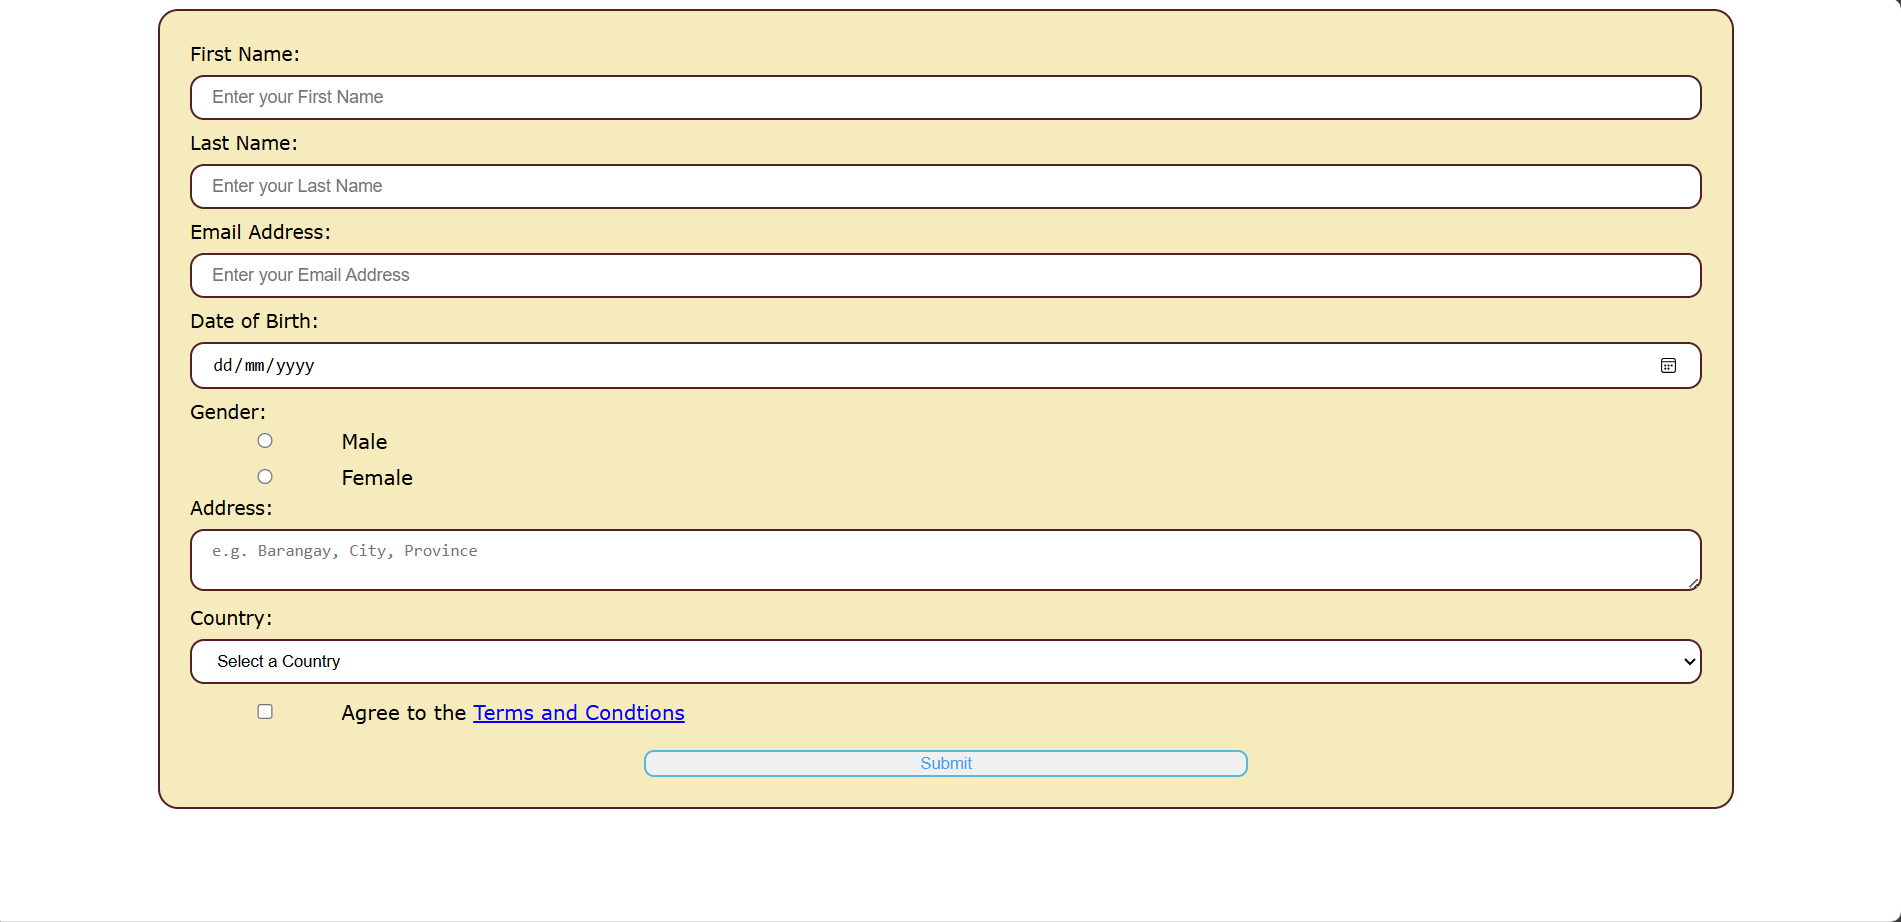 First Name:
Enter your First Name
Last Name:
Enter your Last Name
Email Address:
Enter your Email Address
Date of Birth:
dd/mm/yyyy
Gender:
Male
Female
Address:
e.g. Barangay, City, Province
Country:
Select a Country
Agree to the Terms and Condtions
Submit